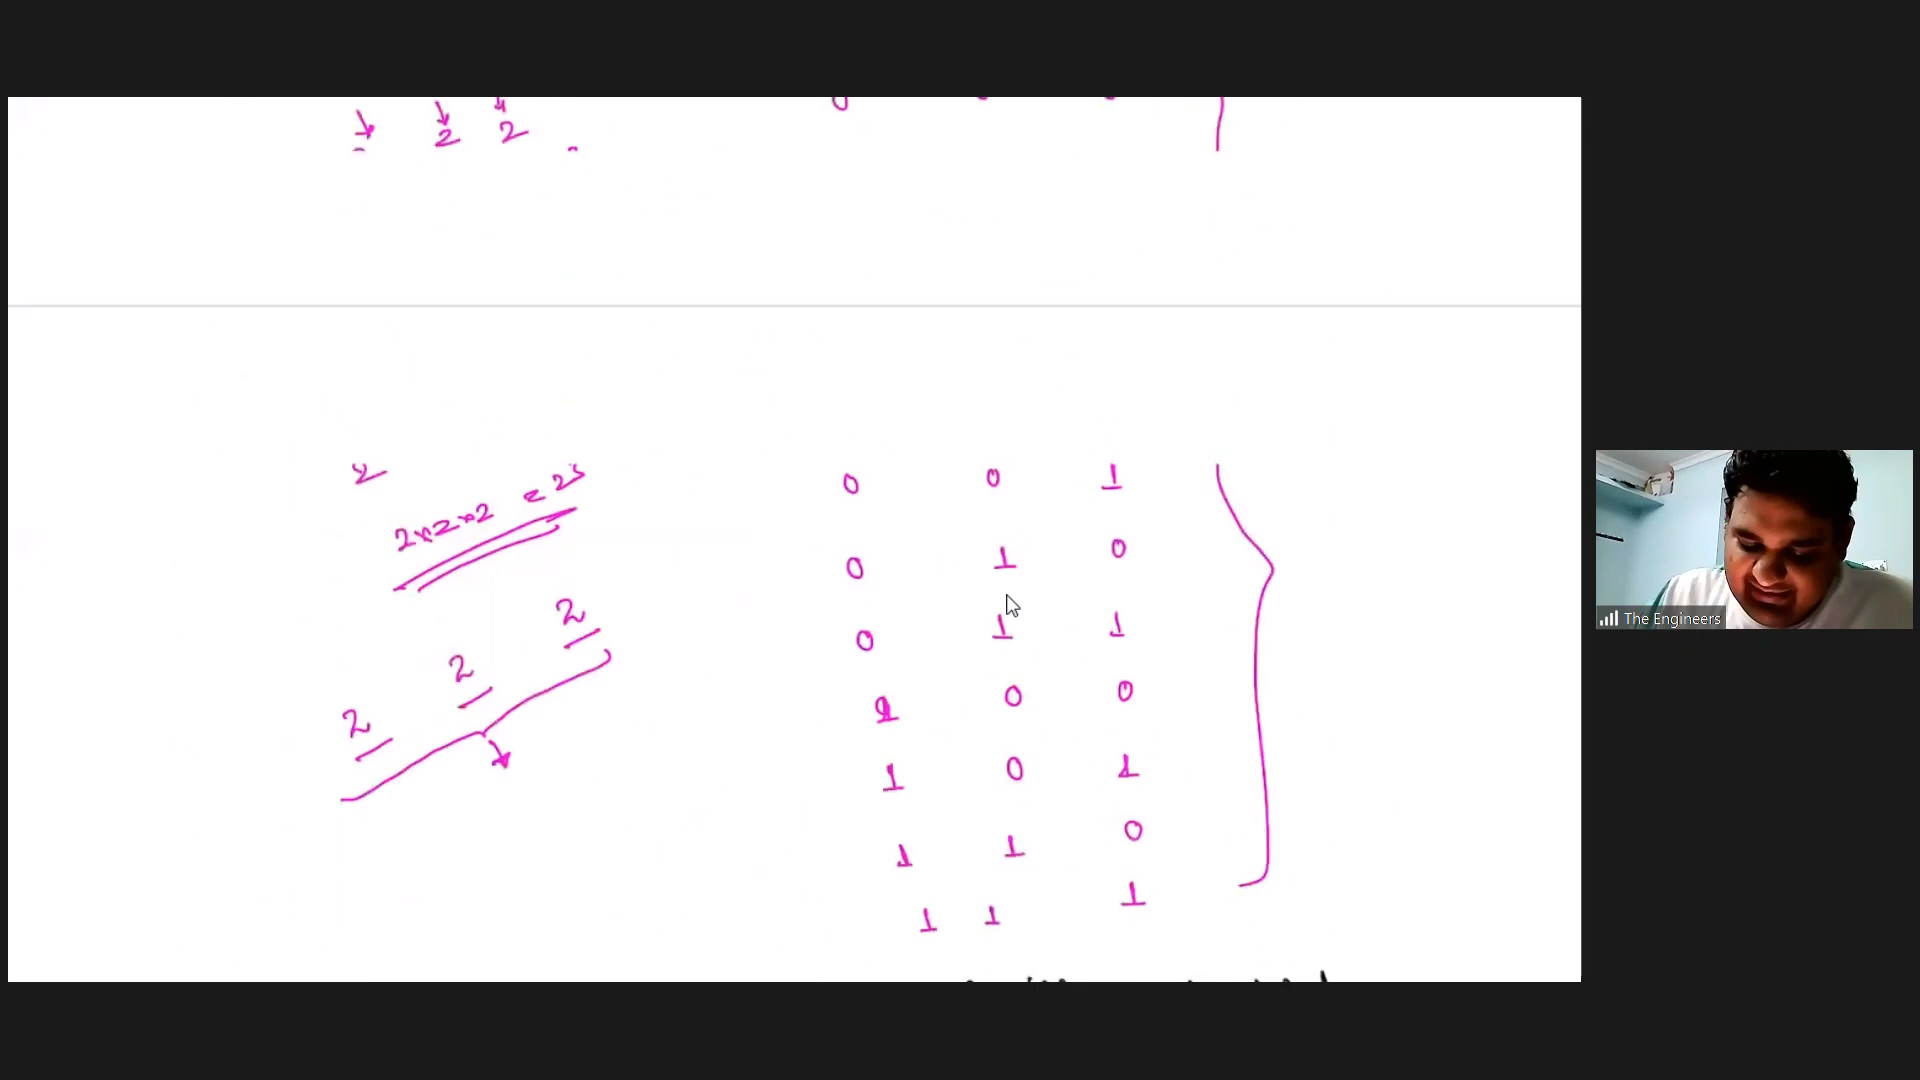 2 2
2
2×2×2 = 2³
2
2
2
0 0 1
0 1 0
0 1 1
1 0 0
1 0 1
1 1 0
1 1 1
The Engineers